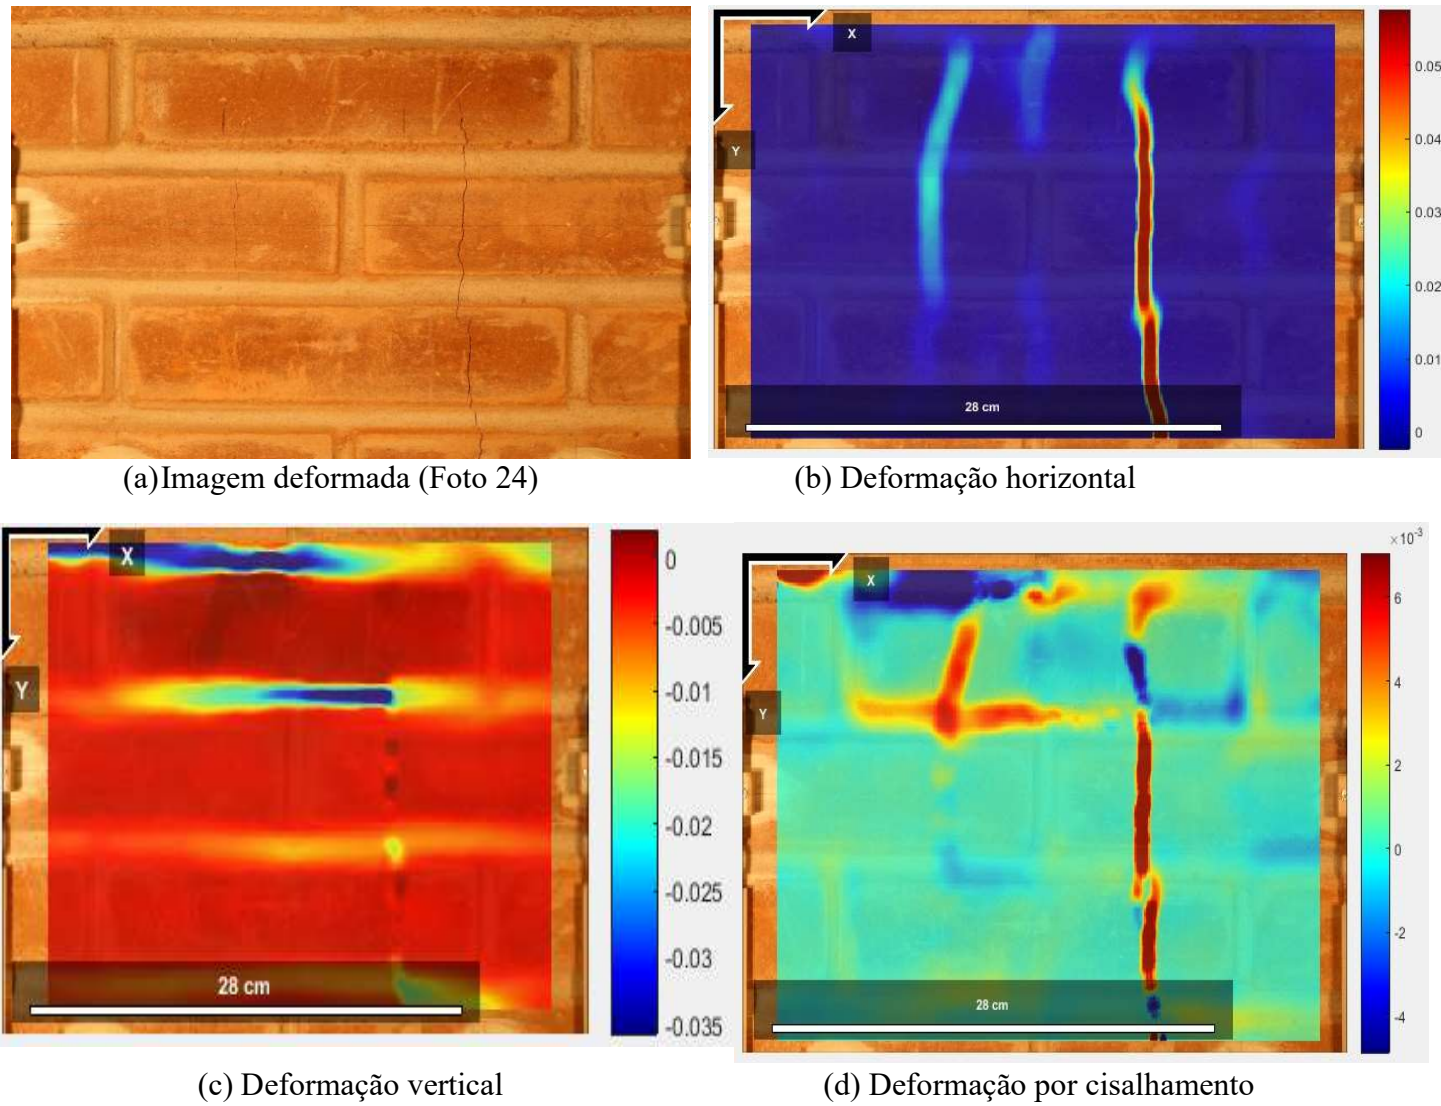 X
Y
28 cm
0.05
0.04
0.03
0.02
0.01
0
(a) Imagem deformada (Foto 24)
(b) Deformação horizontal
X
Y
28 cm
0
-0.005
-0.01
-0.015
-0.02
-0.025
-0.03
-0.035
×10⁻³
X
Y
28 cm
6
4
2
0
-2
-4
(c) Deformação vertical
(d) Deformação por cisalhamento